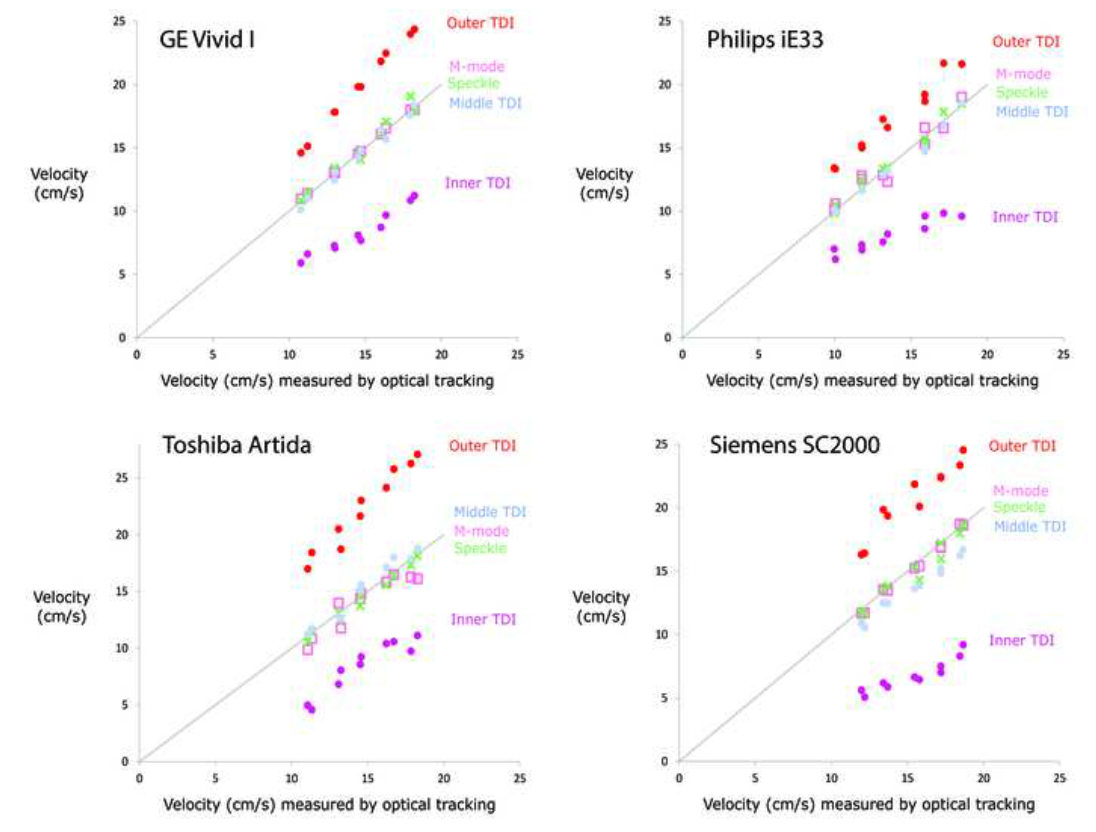 GE Vivid I
25
20
15
10
5
0
Velocity
(cm/s)
0 5 10 15 20 25
Velocity (cm/s) measured by optical tracking
Outer TDI
M-mode
Speckle
Middle TDI
Inner TDI
Philips iE33
25
20
15
10
5
0
Velocity
(cm/s)
0 5 10 15 20 25
Velocity (cm/s) measured by optical tracking
Outer TDI
M-mode
Speckle
Middle TDI
Inner TDI
Toshiba Artida
25
20
15
10
5
0
Velocity
(cm/s)
0 5 10 15 20 25
Velocity (cm/s) measured by optical tracking
Outer TDI
Middle TDI
M-mode
Speckle
Inner TDI
Siemens SC2000
25
20
15
10
5
0
Velocity
(cm/s)
0 5 10 15 20 25
Velocity (cm/s) measured by optical tracking
Outer TDI
M-mode
Speckle
Middle TDI
Inner TDI